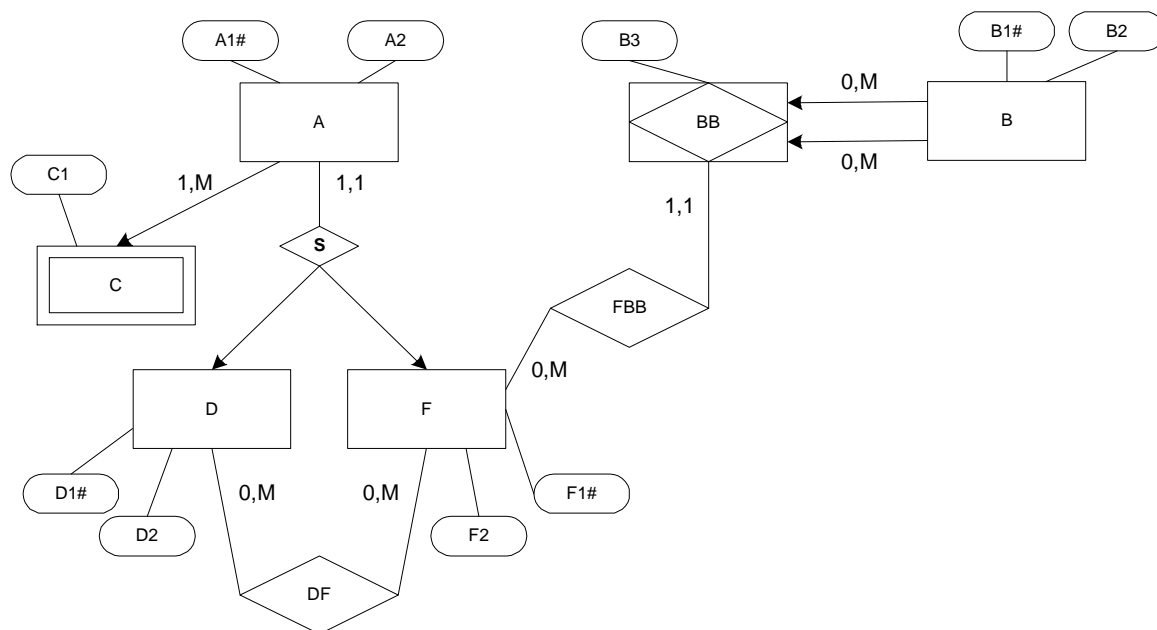 A1#
A2
B3
B1#
B2
A
BB
B
0,M
0,M
C1
1,M
1,1
1,1
S
C
FBB
0,M
D
F
D1#
D2
0,M
0,M
F2
F1#
DF